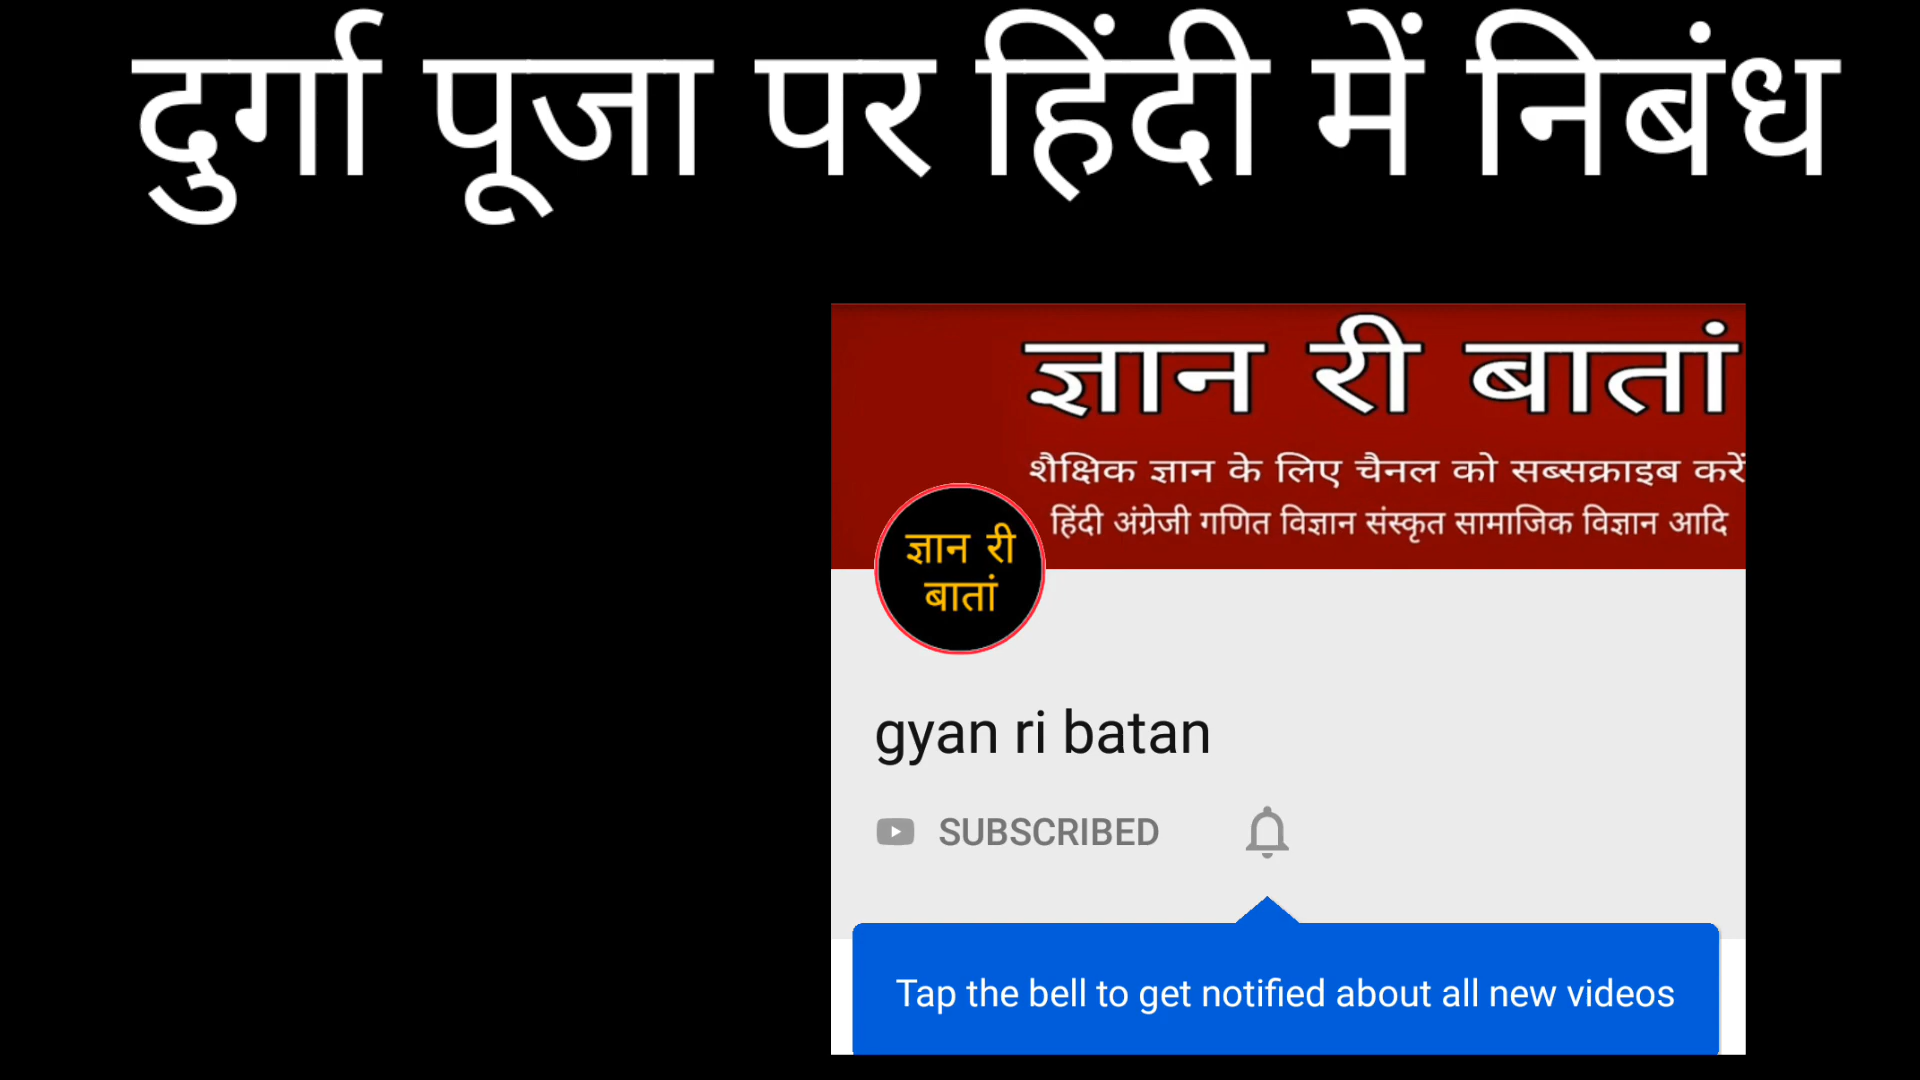 दुर्गा पूजा पर हिंदी में निबंध
ज्ञान री बातां
शैक्षिक ज्ञान के लिए चैनल को सब्सक्राइब करें
हिंदी अंग्रेजी गणित विज्ञान संस्कृत सामाजिक विज्ञान आदि
ज्ञान री
बातां
gyan ri batan
SUBSCRIBED
Tap the bell to get notified about all new videos